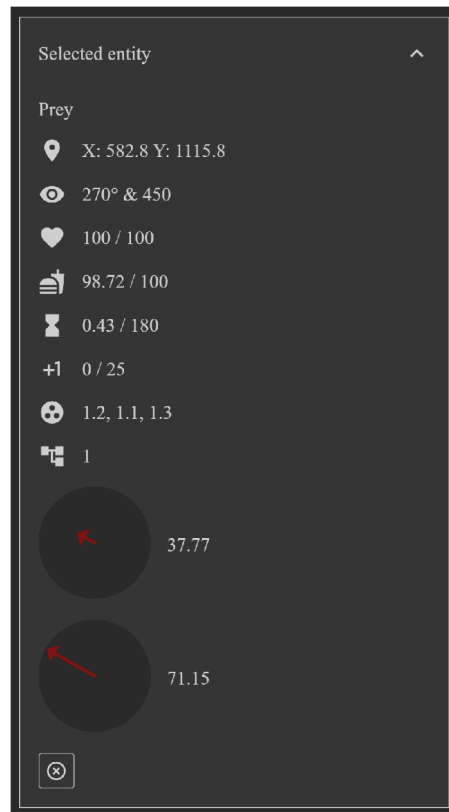 Selected entity
Prey
X: 582.8 Y: 1115.8
270° & 450
100 / 100
98.72 / 100
0.43 / 180
+1 0 / 25
1.2, 1.1, 1.3
1
37.77
71.15